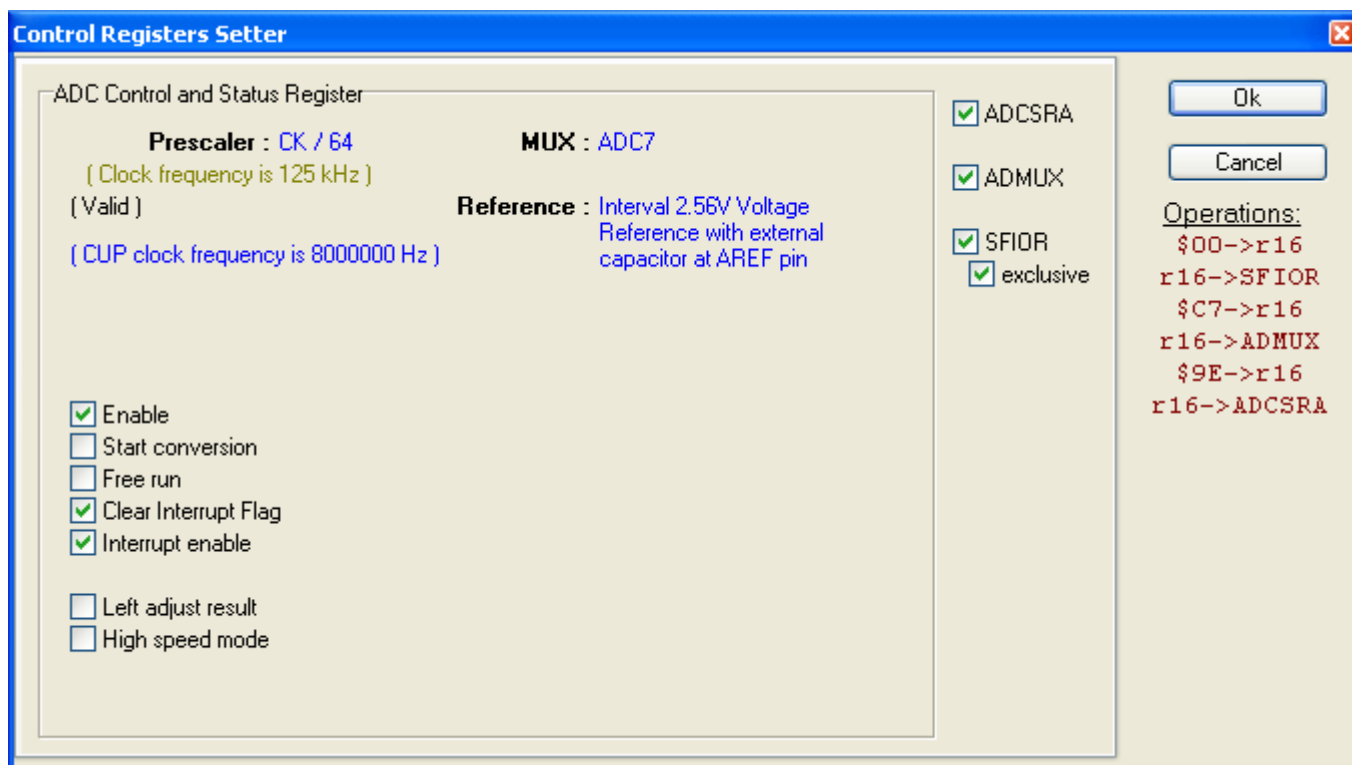 Control Registers Setter
ADC Control and Status Register
Prescaler : CK / 64
( Clock frequency is 125 kHz )
( Valid )
( CUP clock frequency is 8000000 Hz )
MUX : ADC7
Reference : Interval 2.56V Voltage
Reference with external
capacitor at AREF pin
Enable
Start conversion
Free run
Clear Interrupt Flag
Interrupt enable
Left adjust result
High speed mode
ADCSRA
ADMUX
SFIOR
exclusive
Ok
Cancel
Operations:
$00->r16
r16->SFIOR
$C7->r16
r16->ADMUX
$9E->r16
r16->ADCSRA